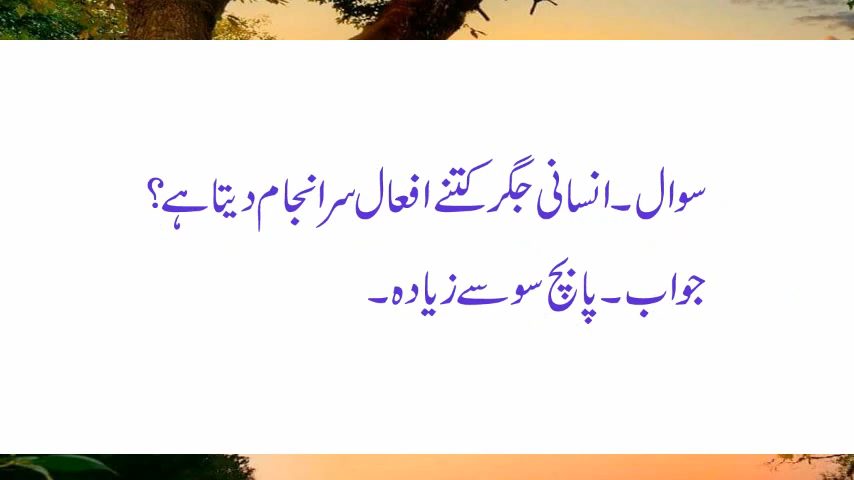 سوال۔انسانی جگر کتنے افعال سرانجام دیتا ہے؟
جواب۔پانچ سو سے زیادہ۔